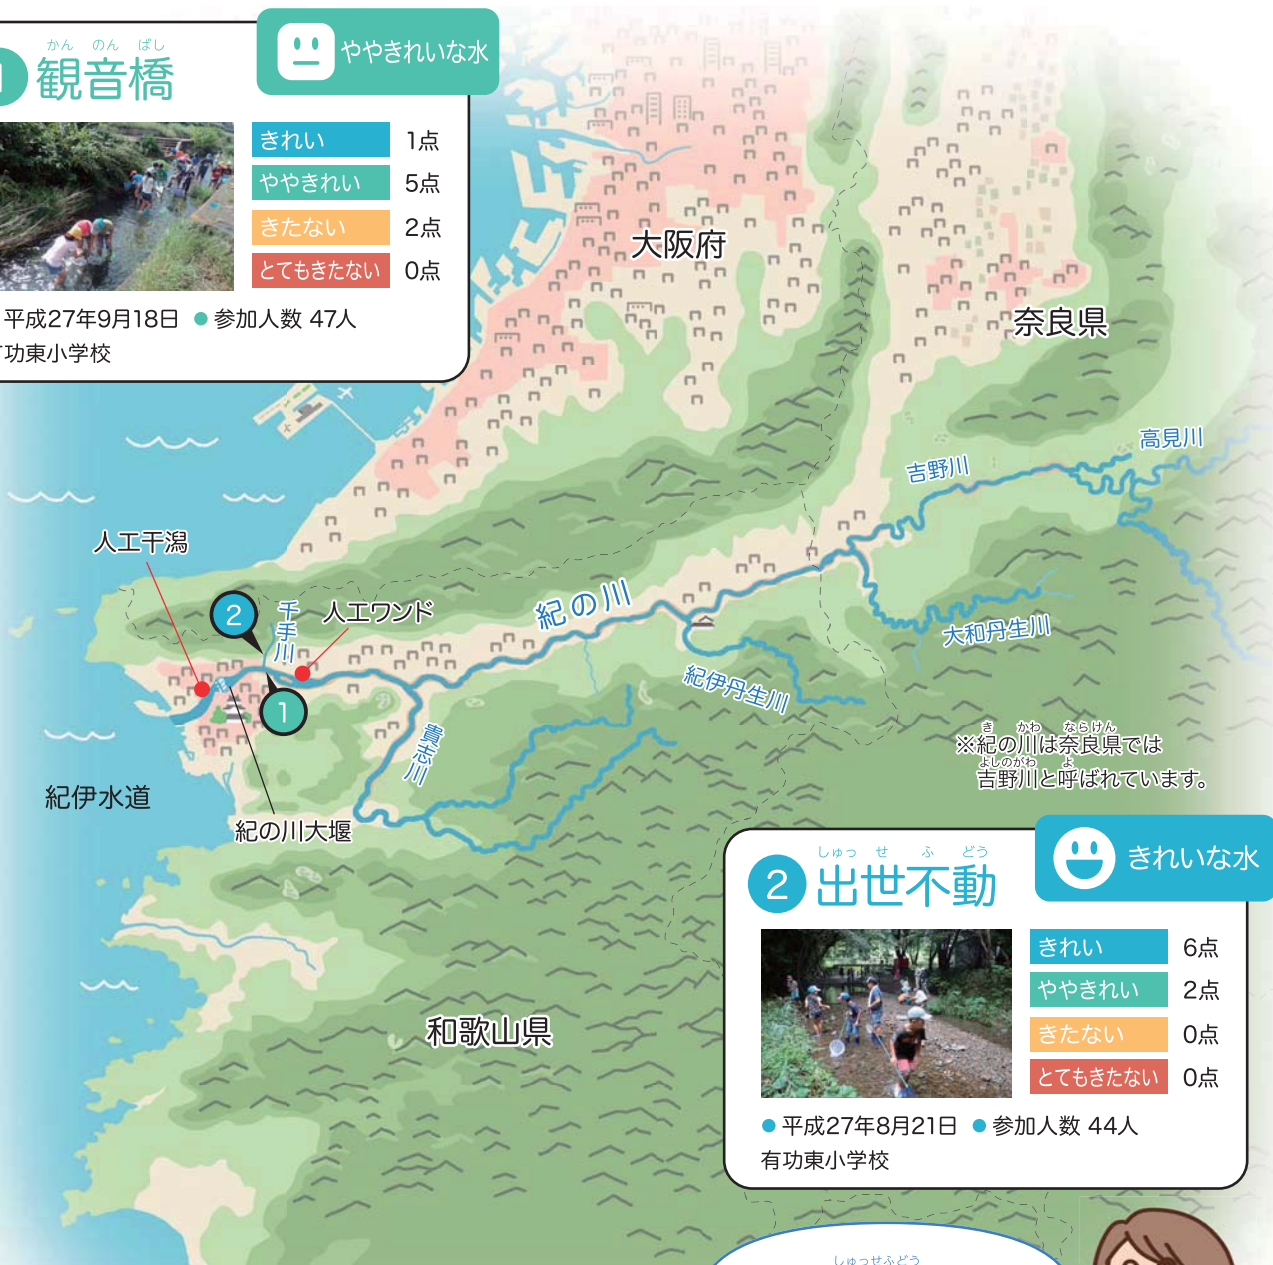 かん のん ばし
1 観音橋
ややきれいな水
きれい 1点
ややきれい 5点
きたない 2点
とてもきたない 0点
平成27年9月18日 ● 参加人数 47人
有功東小学校
大阪府
奈良県
高見川
吉野川
人工干潟
2
千手川
人工ワンド
紀の川
大和丹生川
紀伊丹生川
1
貴志川
き かわ ならけん
※紀の川は奈良県では
よしのがわ よ
吉野川と呼ばれています。
紀伊水道
紀の川大堰
しゅっ せ ふ どう
2 出世不動
きれいな水
きれい 6点
ややきれい 2点
きたない 0点
とてもきたない 0点
● 平成27年8月21日 ● 参加人数 44人
有功東小学校
和歌山県
しゅっせふどう